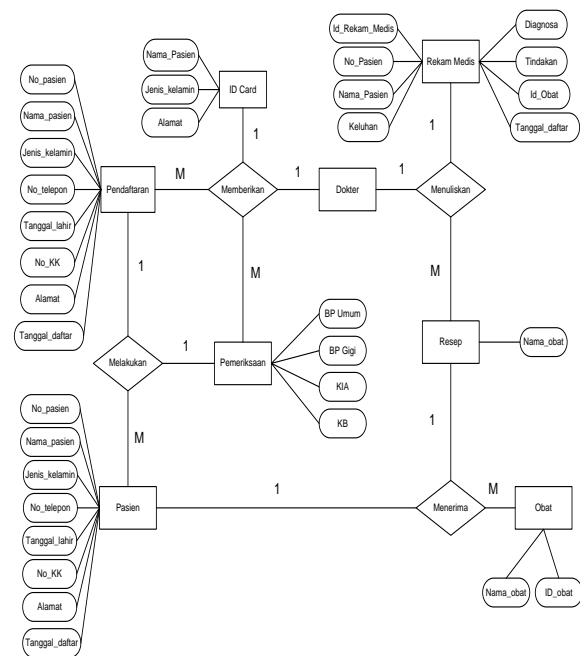 Id_Rekam_Medis
Diagnosa
Nama_Pasien
No_Pasien
Rekam Medis
Tindakan
No_pasien
Jenis_kelamin
ID Card
Nama_Pasien
Id_Obat
Nama_pasien
Alamat
Keluhan
Tanggal_daftar
Jenis_kelamin
1
1
No_telepon
Pendaftaran
M
Memberikan
1
Dokter
1
Menuliskan
Tanggal_lahir
No_KK
1
M
M
Alamat
BP Umum
Tanggal_daftar
Melakukan
1
Pemeriksaan
BP Gigi
Resep
Nama_obat
KIA
No_pasien
KB
Nama_pasien
M
1
Jenis_kelamin
No_telepon
Pasien
1
Menerima
M
Obat
Tanggal_lahir
No_KK
Nama_obat
ID_obat
Alamat
Tanggal_daftar